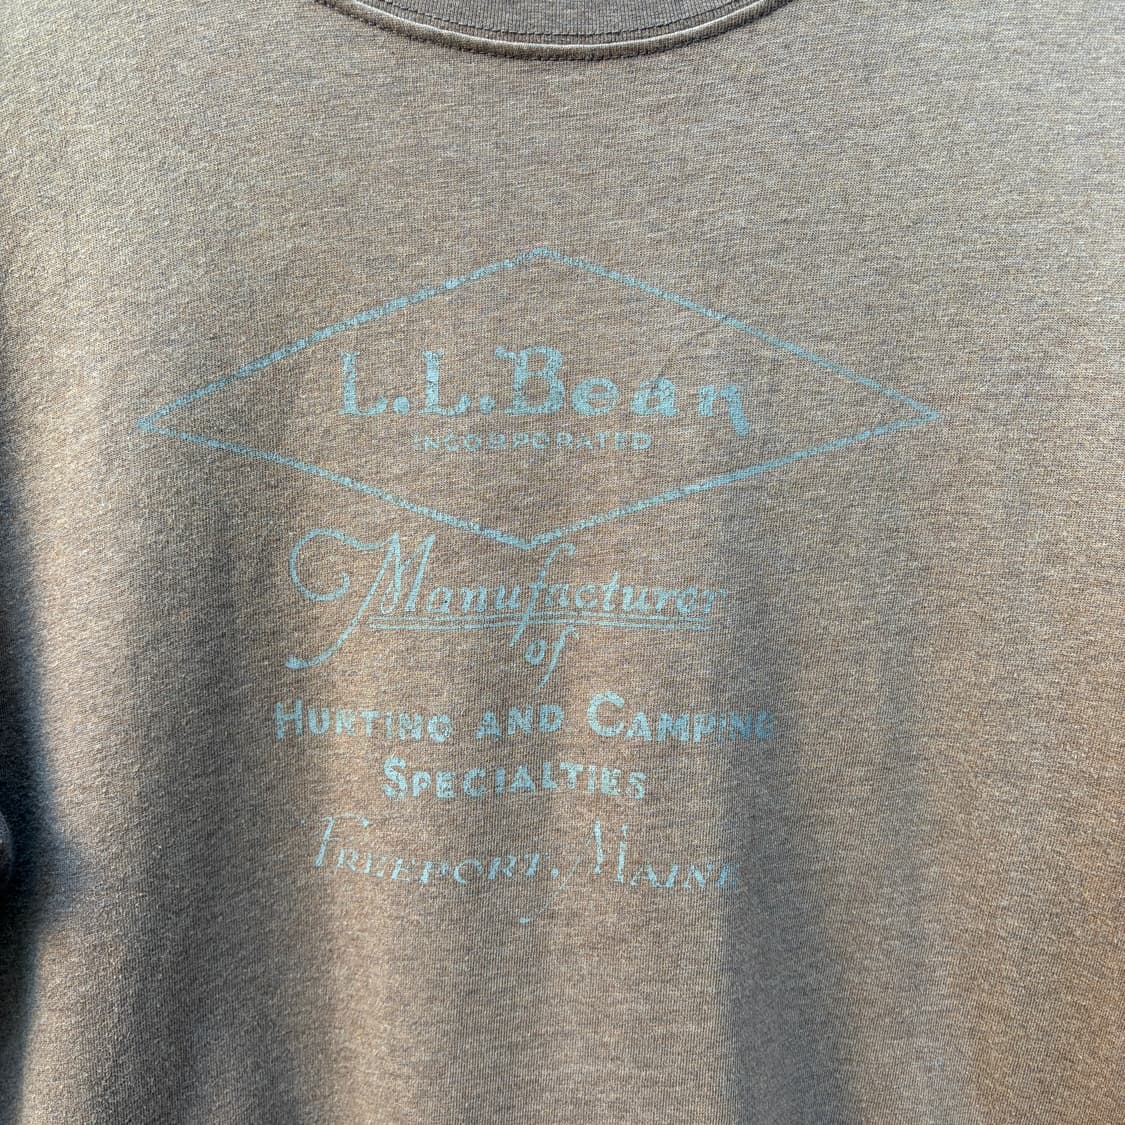 L.L.Bean
INCORPORATED
Manufacturer
of
HUNTING AND CAMPING
SPECIALTIES
FREEPORT, MAINE